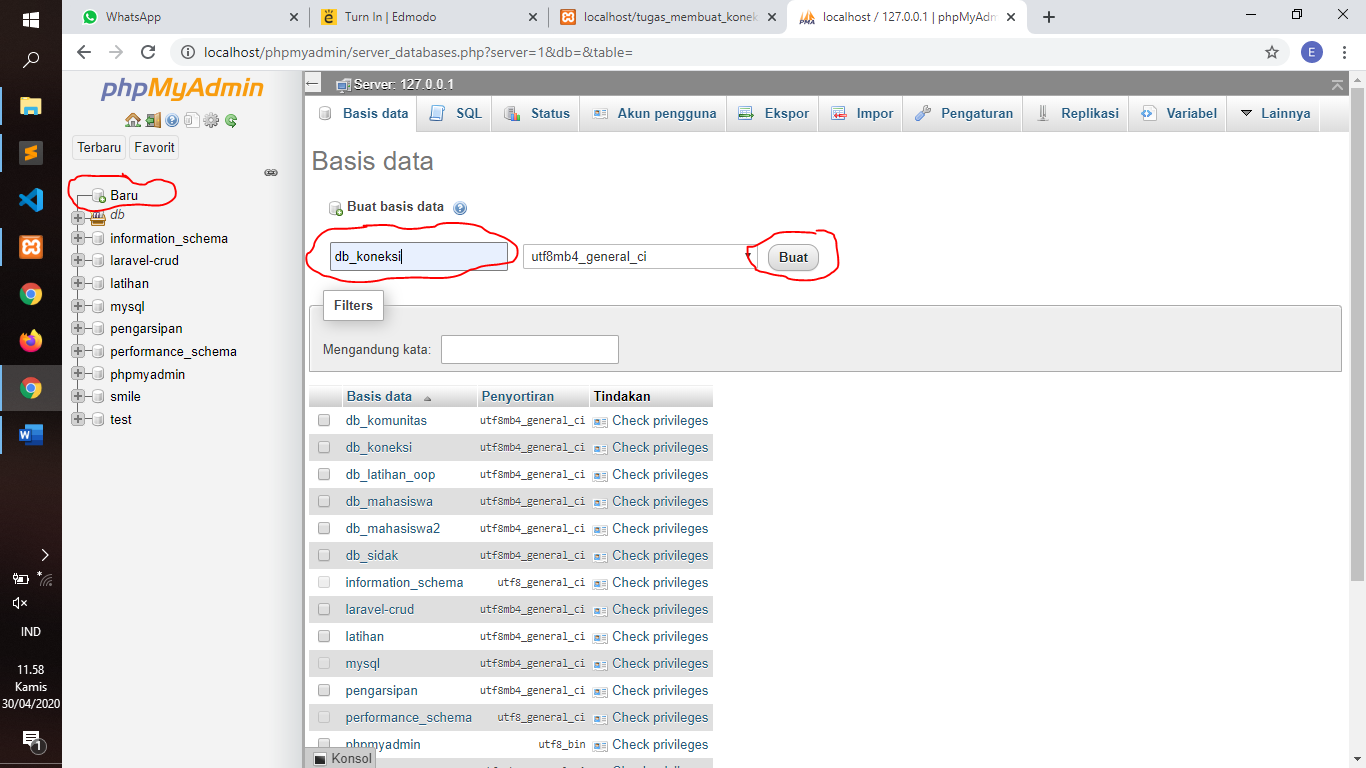 WhatsApp
Turn In | Edmodo
localhost/tugas_membuat_konek
localhost / 127.0.0.1 | phpMyAdm
localhost/phpmyadmin/server_databases.php?server=1&db=&table=
E
phpMyAdmin
Terbaru Favorit
Baru
db
information_schema
laravel-crud
latihan
mysql
pengarsipan
performance_schema
phpmyadmin
smile
test
Server: 127.0.0.1
Basis data SQL Status Akun pengguna Ekspor Impor Pengaturan Replikasi Variabel Lainnya
Basis data
Buat basis data
db_koneksi utf8mb4_general_ci Buat
Filters
Mengandung kata:
Basis data Penyortiran Tindakan
db_komunitas utf8mb4_general_ci Check privileges
db_koneksi utf8mb4_general_ci Check privileges
db_latihan_oop utf8mb4_general_ci Check privileges
db_mahasiswa utf8mb4_general_ci Check privileges
db_mahasiswa2 utf8mb4_general_ci Check privileges
db_sidak utf8mb4_general_ci Check privileges
information_schema utf8_general_ci Check privileges
laravel-crud utf8mb4_general_ci Check privileges
latihan utf8mb4_general_ci Check privileges
mysql utf8mb4_general_ci Check privileges
pengarsipan utf8mb4_general_ci Check privileges
performance_schema utf8_general_ci Check privileges
phpmyadmin utf8_bin Check privileges
Konsol
IND
11.58
Kamis
30/04/2020
1